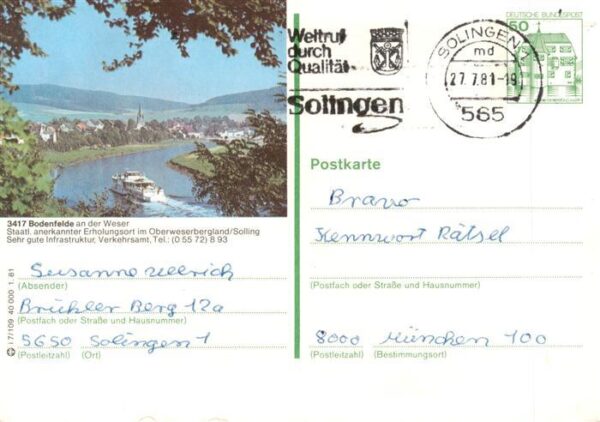 Weltruf
durch
Qualität
Solingen
SOLINGEN 1
md
27.7.81-19
565
50
DEUTSCHE BUNDESPOST
3417 Bodenfelde an der Weser
Staatl. anerkannter Erholungsort im Oberweserbergland/Solling
Sehr gute Infrastruktur, Verkehrsamt, Tel.: (0 55 72) 8 93
i 7/109 40 000 1.81
Susanne Ullrich
(Absender)
Brühler Berg 12a
(Postfach oder Straße und Hausnummer)
5650 Solingen 1
(Postleitzahl) (Ort)
Postkarte
Bravo
Kennwort Rätsel
(Postfach oder Straße und Hausnummer)
8000 München 100
(Postleitzahl) (Bestimmungsort)